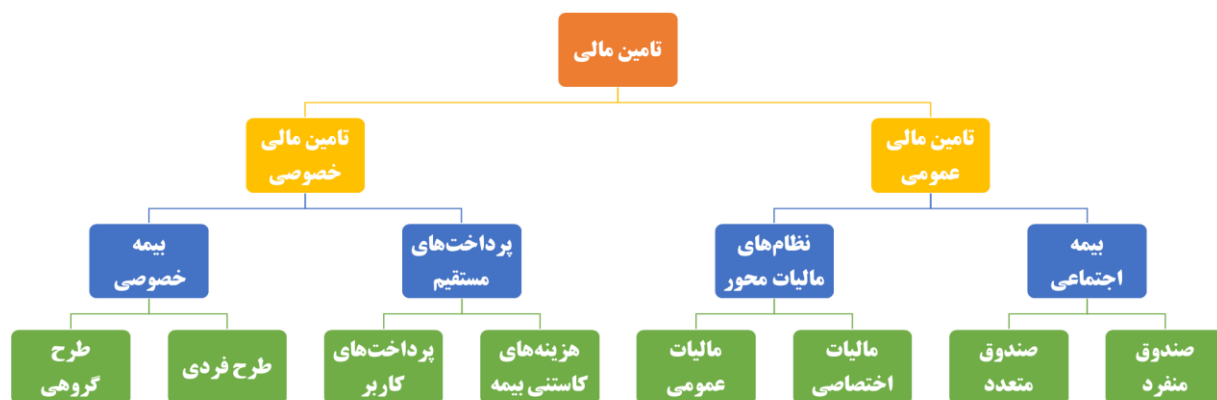 تامین مالی
تامین مالی
عمومی
تامین مالی
خصوصی
بیمه
اجتماعی
نظام‌های
مالیات محور
پرداخت‌های
مستقیم
بیمه
خصوصی
صندوق
منفرد
صندوق
متعدد
مالیات
اختصاصی
مالیات
عمومی
هزینه‌های
کاستنی بیمه
پرداخت‌های
کاربر
طرح فردی
طرح
گروهی